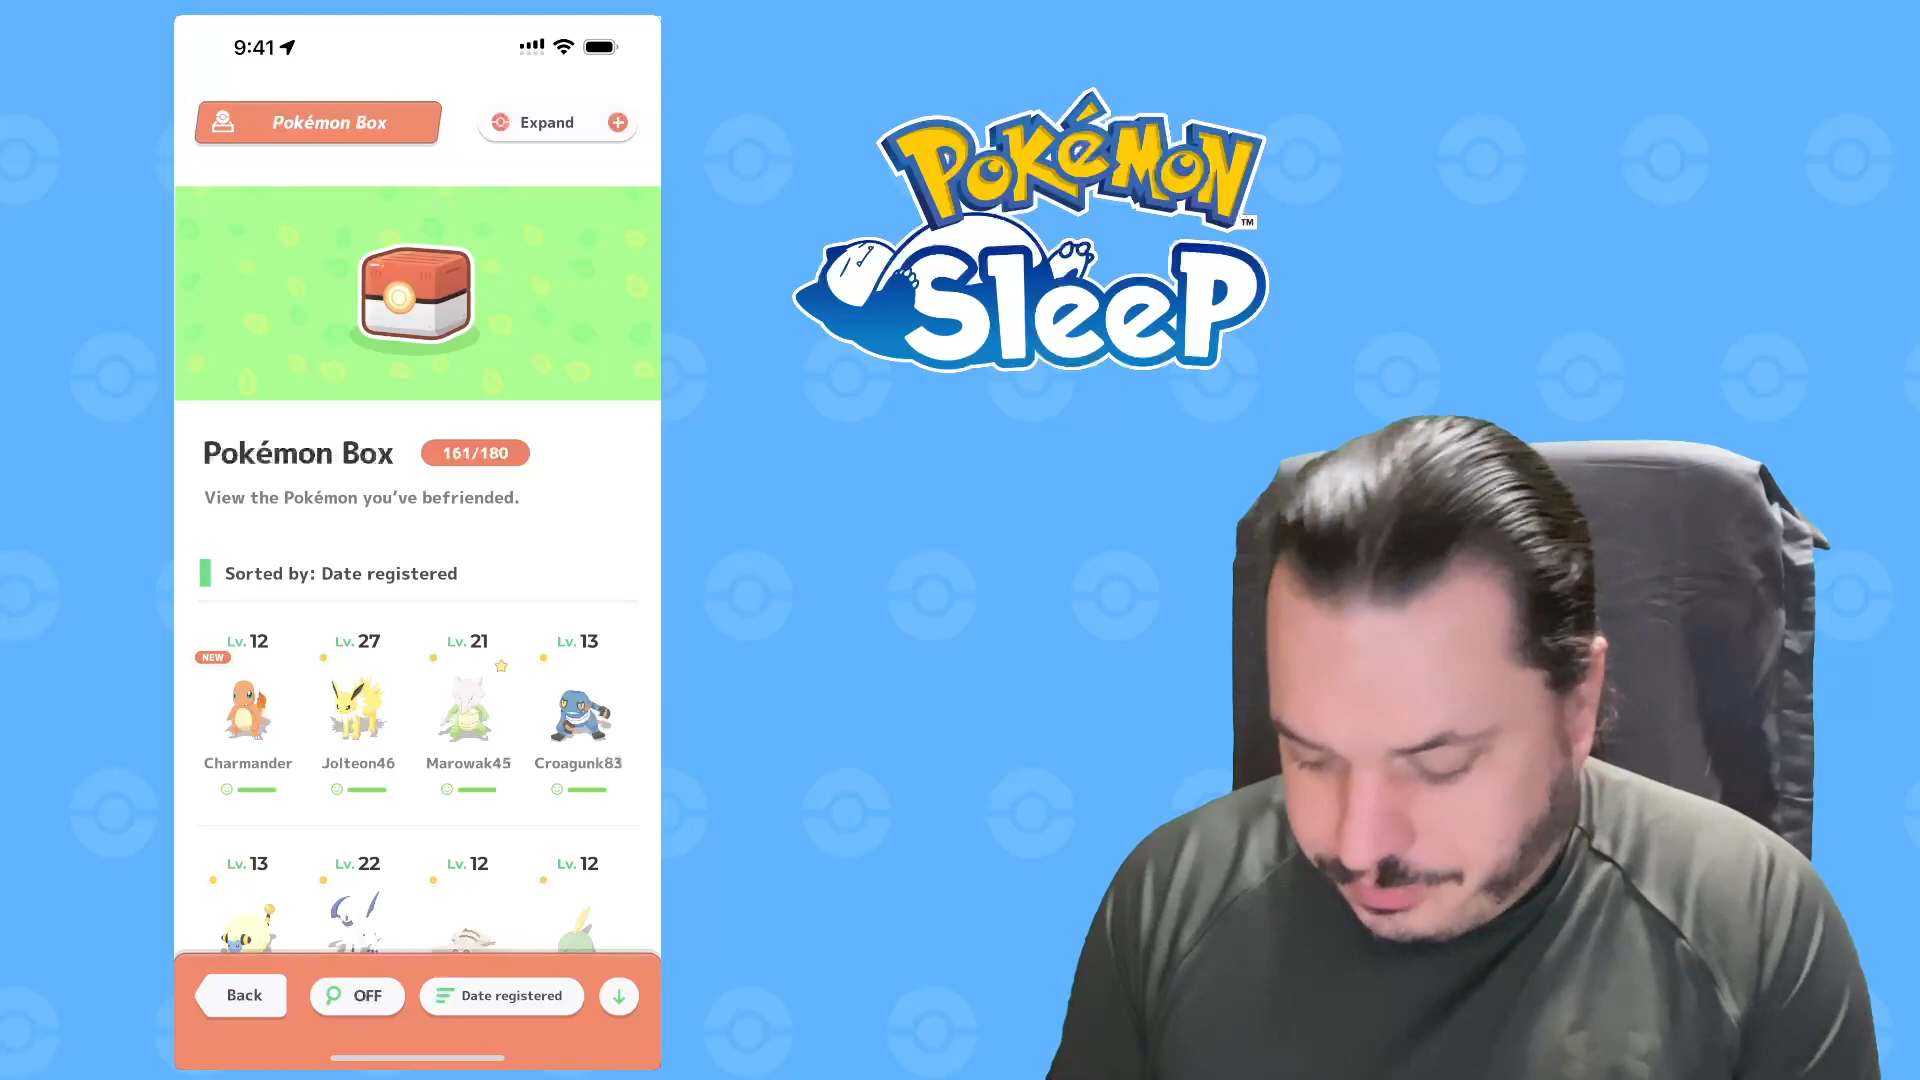 9:41
Pokémon Box
Expand
POKéMON
TM
Sleep
Pokémon Box 161/180
View the Pokémon you've befriended.
Sorted by: Date registered
Lv. 12 Lv. 27 Lv. 21 Lv. 13
NEW
Charmander Jolteon46 Marowak45 Croagunk83
Lv. 13 Lv. 22 Lv. 12 Lv. 12
Back OFF Date registered